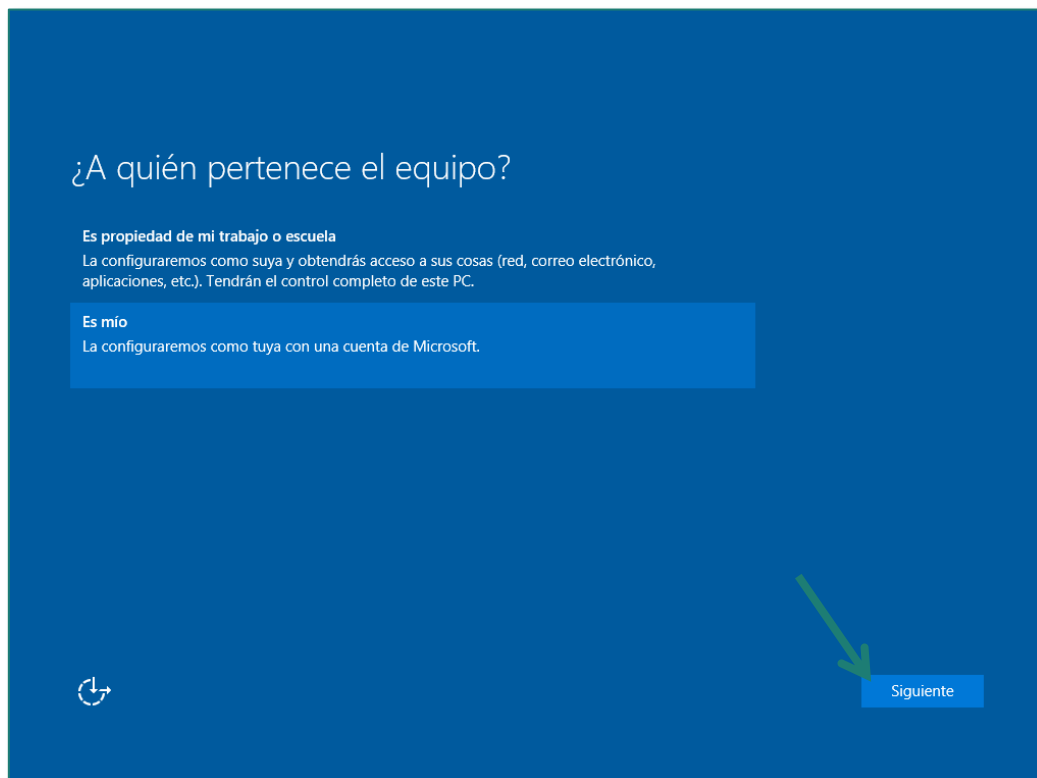 ¿A quién pertenece el equipo?
Es propiedad de mi trabajo o escuela
La configuraremos como suya y obtendrás acceso a sus cosas (red, correo electrónico,
aplicaciones, etc.). Tendrán el control completo de este PC.
Es mío
La configuraremos como tuya con una cuenta de Microsoft.
Siguiente